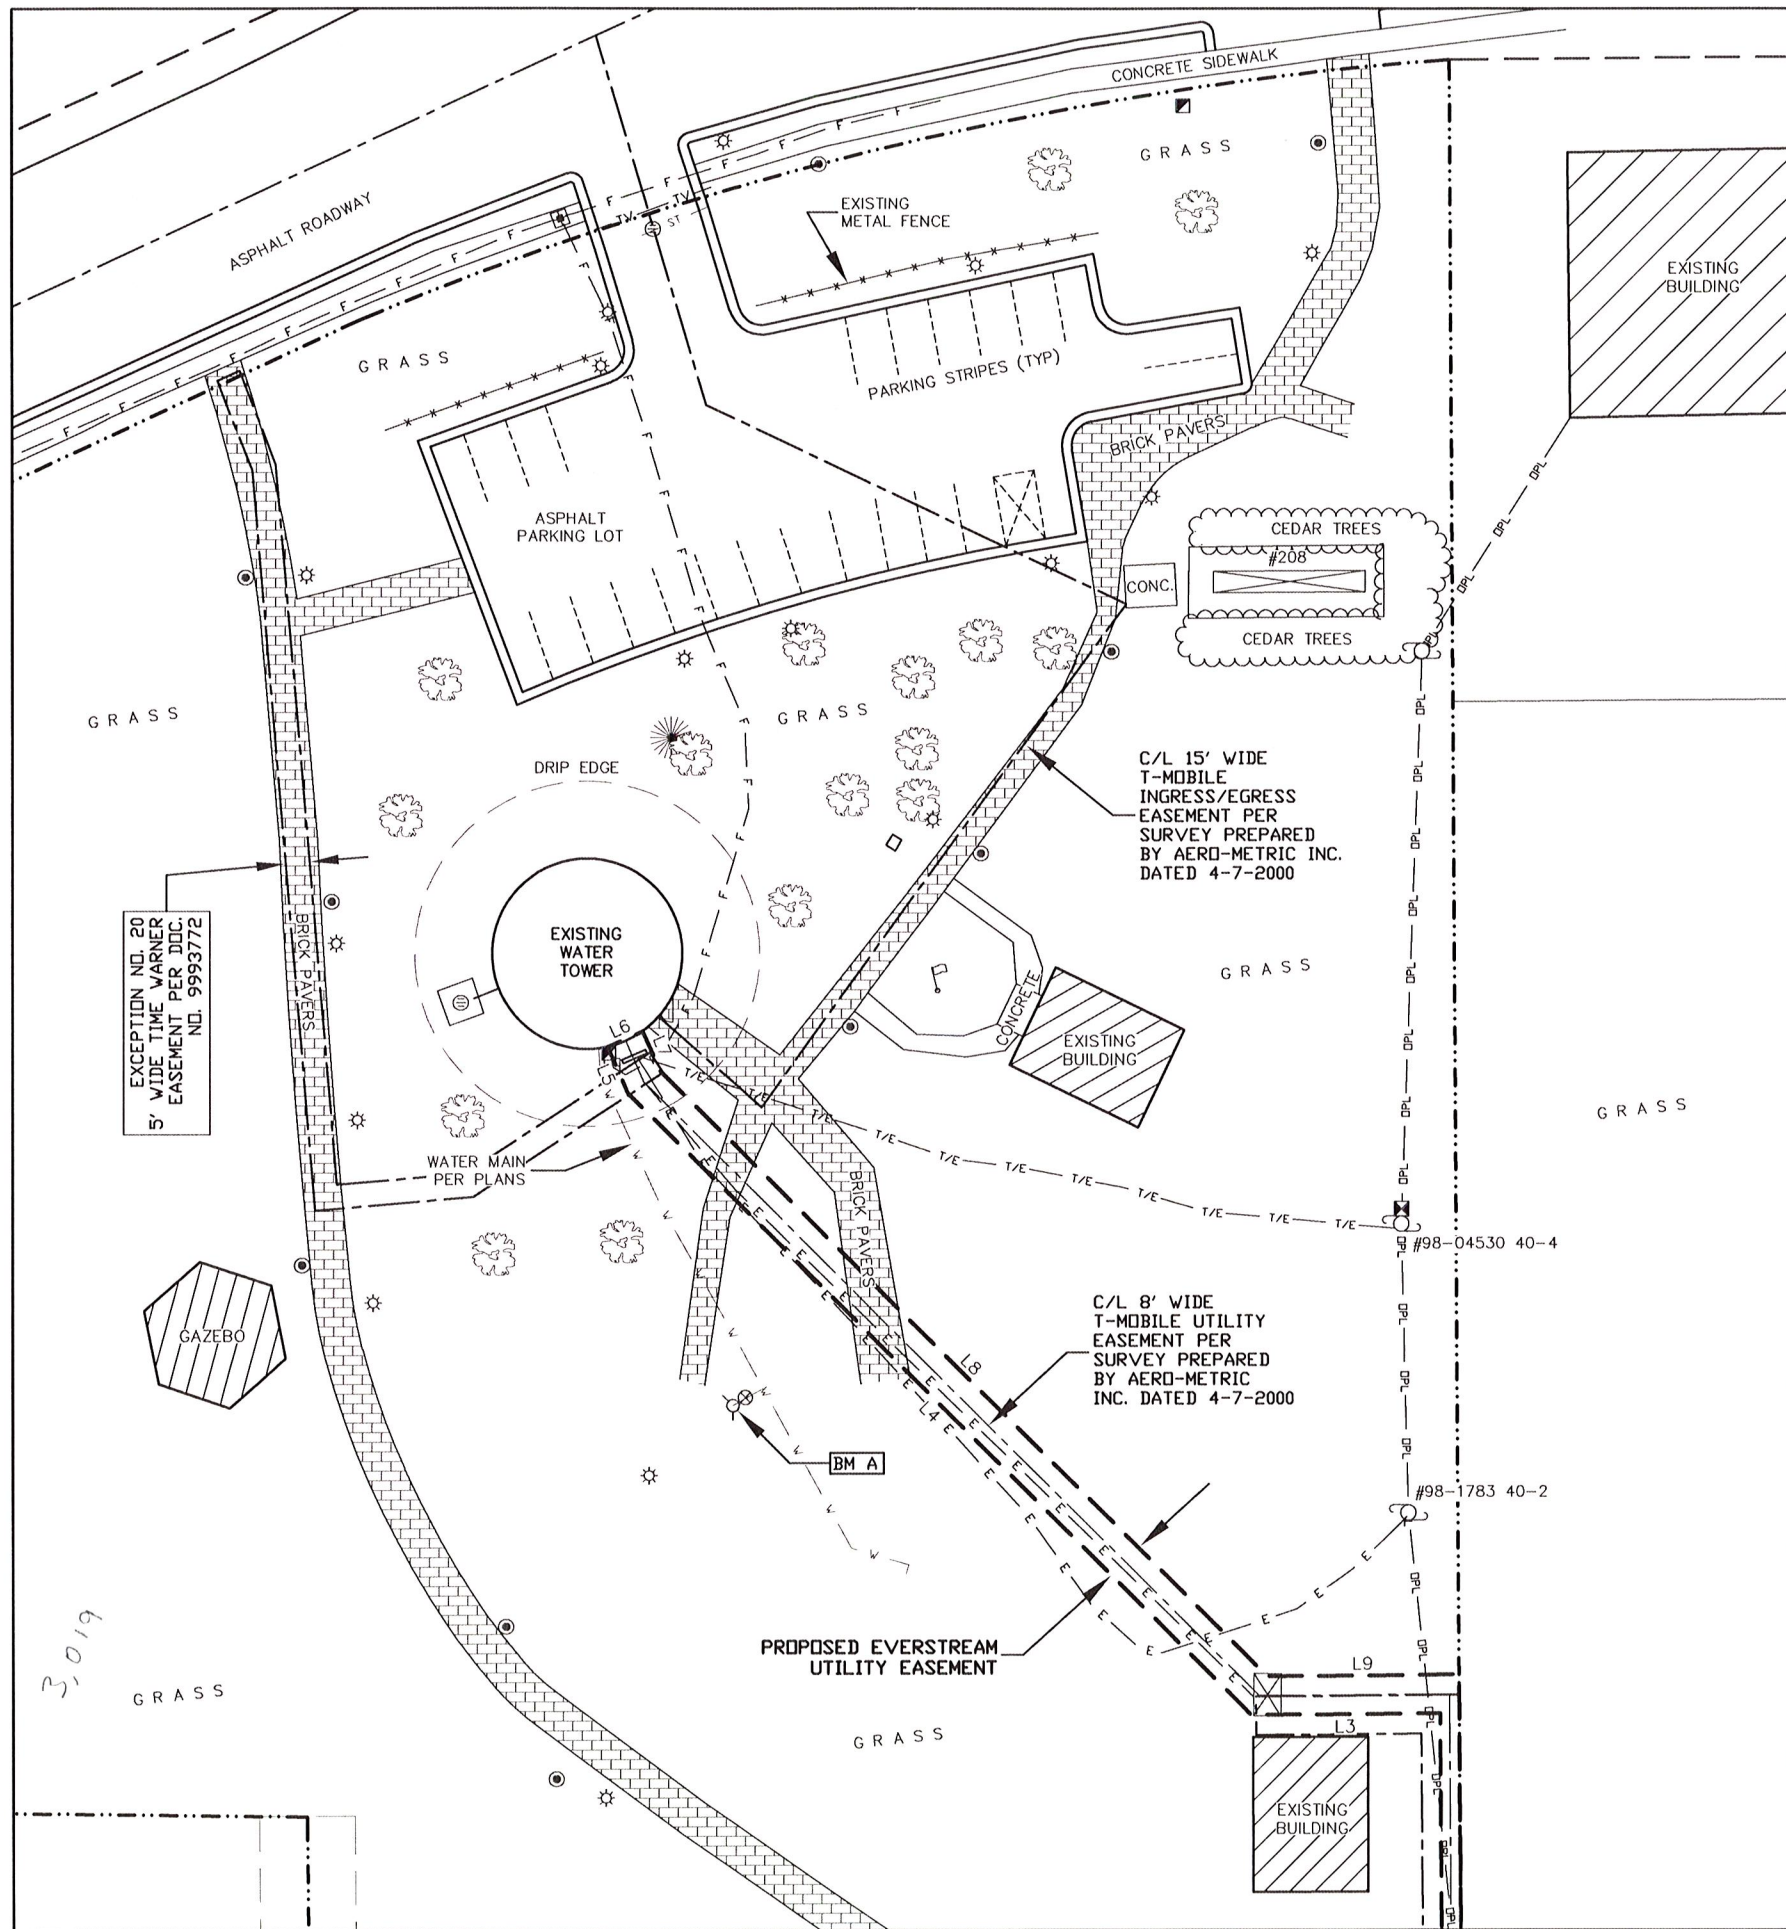 CONCRETE SIDEWALK
GRASS
ASPHALT ROADWAY
EXISTING
METAL FENCE
ST
TV
TV
EXISTING
BUILDING
GRASS
PARKING STRIPES (TYP)
BRICK PAVERS
ASPHALT
PARKING LOT
CEDAR TREES
#208
CONC.
CEDAR TREES
GRASS
GRASS
DRIP EDGE
C/L 15' WIDE
T-MOBILE
INGRESS/EGRESS
EASEMENT PER
SURVEY PREPARED
BY AERO-METRIC INC.
DATED 4-7-2000
EXCEPTION NO. 20
5' WIDE TIME WARNER
EASEMENT PER DOC.
NO. 9993772
BRICK PAVERS
EXISTING
WATER
TOWER
GRASS
CONCRETE
EXISTING
BUILDING
L6
L7
L5
GRASS
WATER MAIN
PER PLANS
BRICK PAVERS
T/E T/E T/E T/E T/E T/E T/E T/E T/E T/E
#98-04530 40-4
GAZEBO
C/L 8' WIDE
T-MOBILE UTILITY
EASEMENT PER
SURVEY PREPARED
BY AERO-METRIC
INC. DATED 4-7-2000
L8
L4
BM A
#98-1783 40-2
PROPOSED EVERSTREAM
UTILITY EASEMENT
3,019
GRASS
GRASS
L9
L3
EXISTING
BUILDING